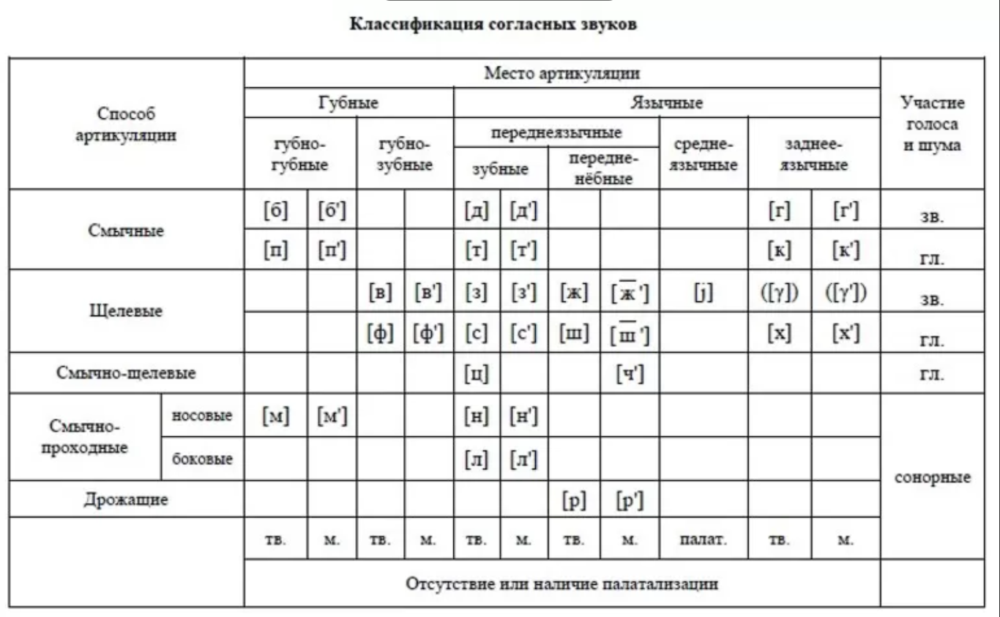 Классификация согласных звуков
Место артикуляции
Губные Язычные
Способ
артикуляции
Участие
голоса
и шума
губно-
губные
губно-
зубные
переднеязычные
зубные
передне-
нёбные
средне-
язычные
заднее-
язычные
Смычные
[б] [б'] [д] [д'] [г] [г'] зв.
[п] [п'] [т] [т'] [к] [к'] гл.
Щелевые
[в] [в'] [з] [з'] [ж] [ж̅'] [j] ([γ]) ([γ']) зв.
[ф] [ф'] [с] [с'] [ш] [ш̅'] [х] [х'] гл.
Смычно-щелевые [ц] [ч'] гл.
Смычно-
проходные
носовые [м] [м'] [н] [н']
боковые [л] [л']
сонорные
Дрожащие [р] [р']
тв. м. тв. м. тв. м. тв. м. палат. тв. м.
Отсутствие или наличие палатализации